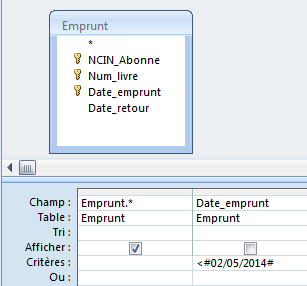 Emprunt
*
NCIN_Abonne
Num_livre
Date_emprunt
Date_retour
Champ : Emprunt.* Date_emprunt
Table : Emprunt Emprunt
Tri :
Afficher :
Critères : <#02/05/2014#
Ou :